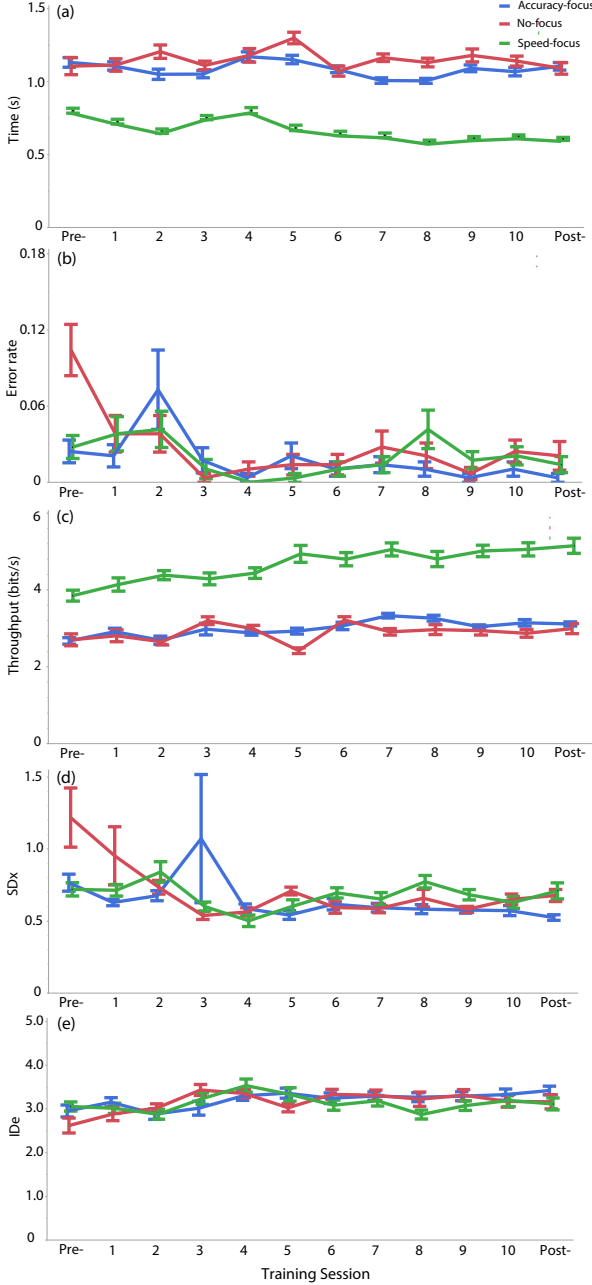 (a)
Accuracy-focus
No-focus
Speed-focus
Time (s)
1.5
1.0
0.5
0
Pre- 1 2 3 4 5 6 7 8 9 10 Post-
(b)
Error rate
0.18
0.12
0.06
0
Pre- 1 2 3 4 5 6 7 8 9 10 Post-
(c)
Throughput (bits/s)
6
4
2
0
Pre- 1 2 3 4 5 6 7 8 9 10 Post-
(d)
SDx
1.5
1.0
0.5
0
Pre- 1 2 3 4 5 6 7 8 9 10 Post-
(e)
IDe
5.0
4.0
3.0
2.0
1.0
0
Pre- 1 2 3 4 5 6 7 8 9 10 Post-
Training Session